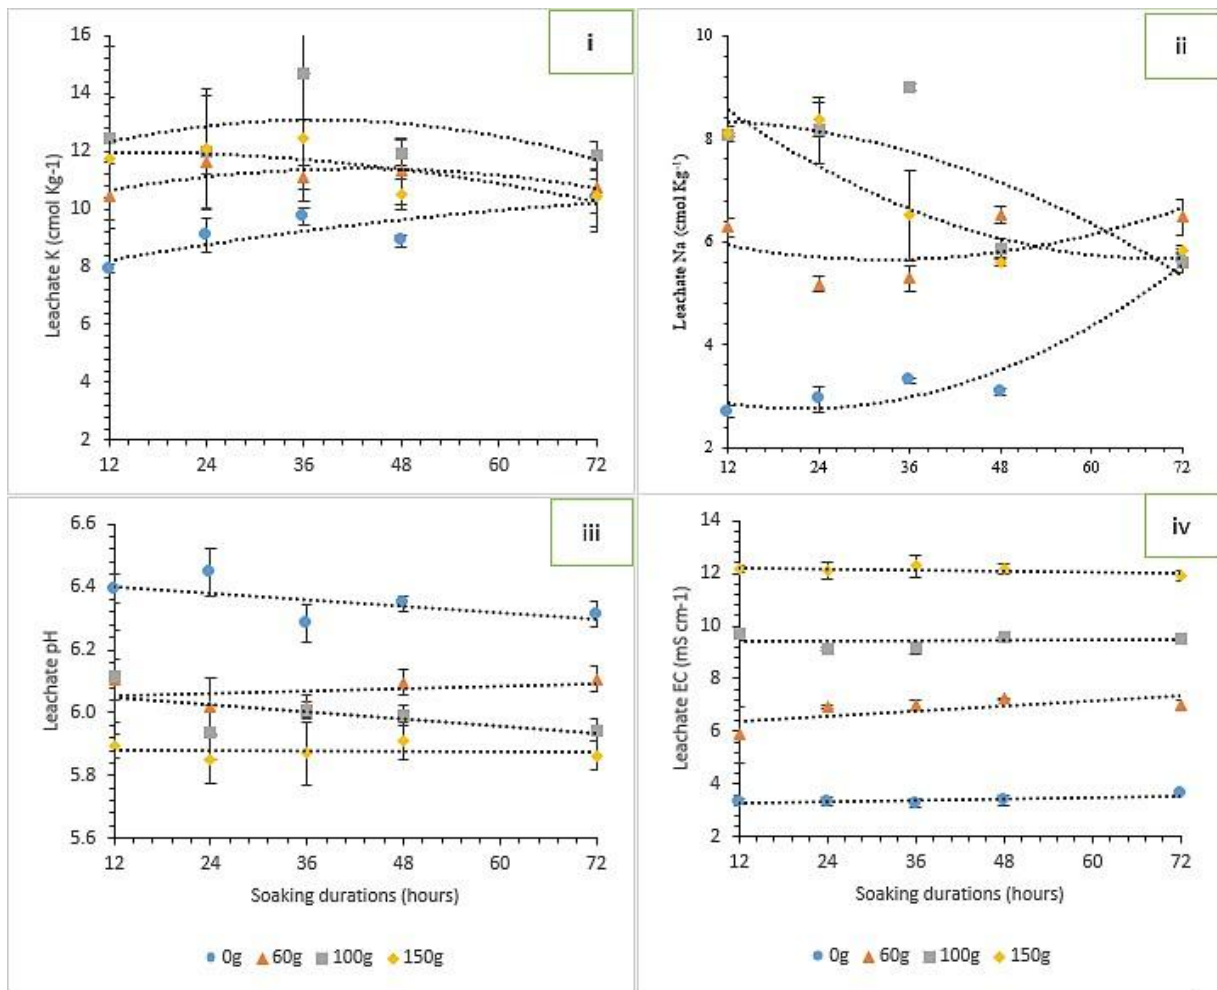 i
16
14
12
10
8
6
4
2
Leachate K (cmol Kg-1)
12 24 36 48 60 72
ii
10
8
6
4
2
Leachate Na (cmol Kg⁻¹)
12 24 36 48 60 72
iii
6.6
6.4
6.2
6.0
5.8
5.6
Leachate pH
12 24 36 48 60 72
Soaking durations (hours)
0g 60g 100g 150g
iv
14
12
10
8
6
4
2
Leachate EC (mS cm-1)
12 24 36 48 60 72
Soaking durations (hours)
0g 60g 100g 150g